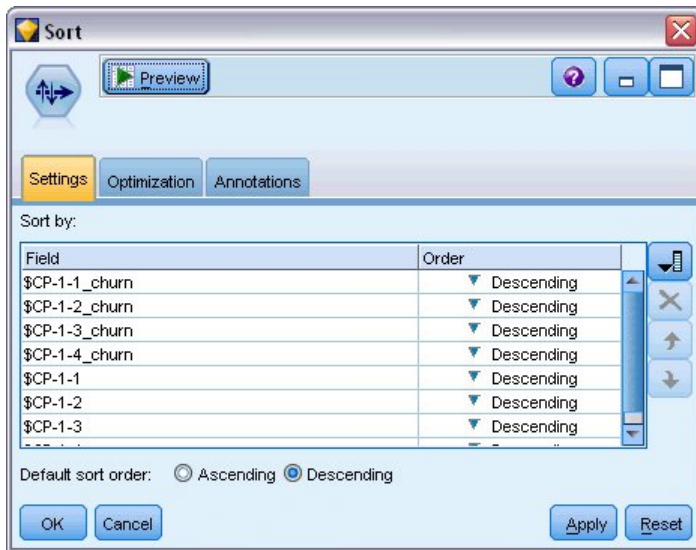 Sort
Preview
Settings Optimization Annotations
Sort by:
Field Order
$CP-1-1_churn Descending
$CP-1-2_churn Descending
$CP-1-3_churn Descending
$CP-1-4_churn Descending
$CP-1-1 Descending
$CP-1-2 Descending
$CP-1-3 Descending
Default sort order: Ascending Descending
OK Cancel Apply Reset